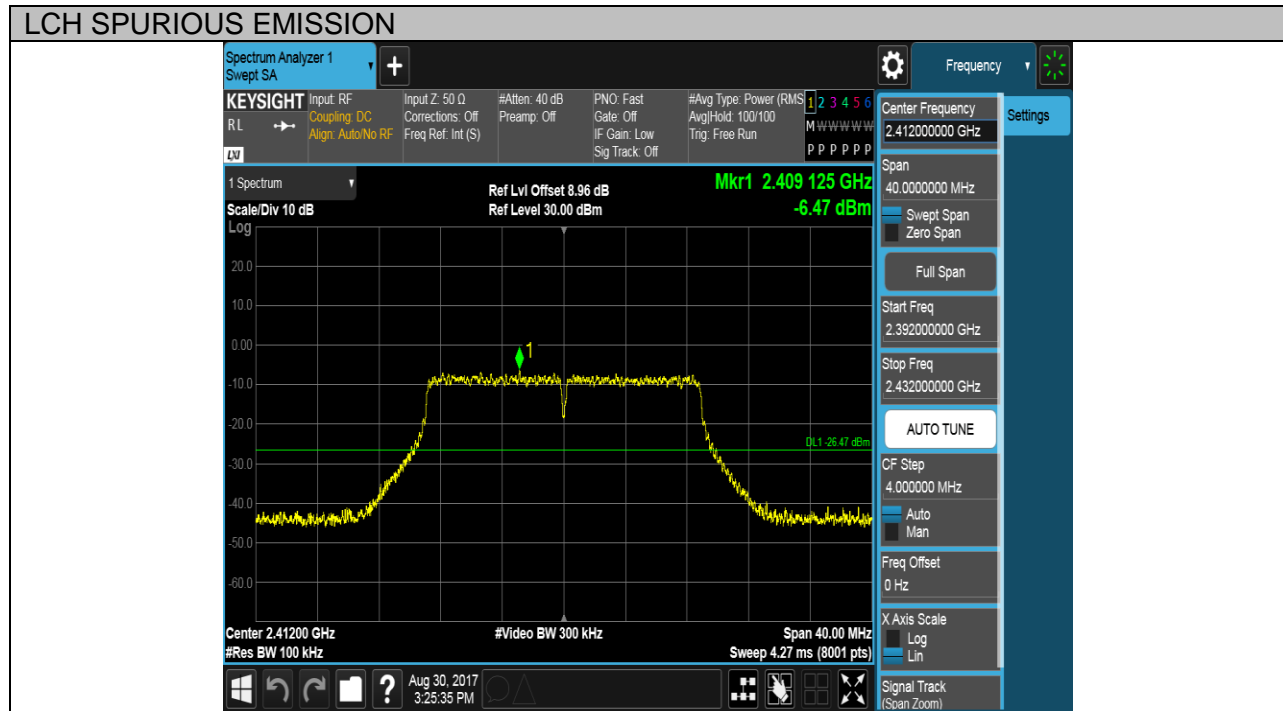 LCH SPURIOUS EMISSION
Spectrum Analyzer 1
Swept SA
+
Frequency
KEYSIGHT
RL
LXI
Input: RF
Coupling: DC
Align: Auto/No RF
Input Z: 50 Ω
Corrections: Off
Freq Ref: Int (S)
#Atten: 40 dB
Preamp: Off
PNO: Fast
Gate: Off
IF Gain: Low
Sig Track: Off
#Avg Type: Power (RMS
Avg|Hold: 100/100
Trig: Free Run
1 2 3 4 5 6
M W W W W W
P P P P P P
1 Spectrum
Scale/Div 10 dB
Ref Lvl Offset 8.96 dB
Ref Level 30.00 dBm
Mkr1 2.409 125 GHz
-6.47 dBm
Log
20.0
10.0
0.00
-10.0
-20.0
-30.0
-40.0
-50.0
-60.0
1
DL1 -26.47 dBm
Center 2.41200 GHz
#Res BW 100 kHz
#Video BW 300 kHz
Span 40.00 MHz
Sweep 4.27 ms (8001 pts)
?
Aug 30, 2017
3:25:35 PM
Center Frequency
2.412000000 GHz
Settings
Span
40.0000000 MHz
Swept Span
Zero Span
Full Span
Start Freq
2.392000000 GHz
Stop Freq
2.432000000 GHz
AUTO TUNE
CF Step
4.000000 MHz
Auto
Man
Freq Offset
0 Hz
X Axis Scale
Log
Lin
Signal Track
(Span Zoom)